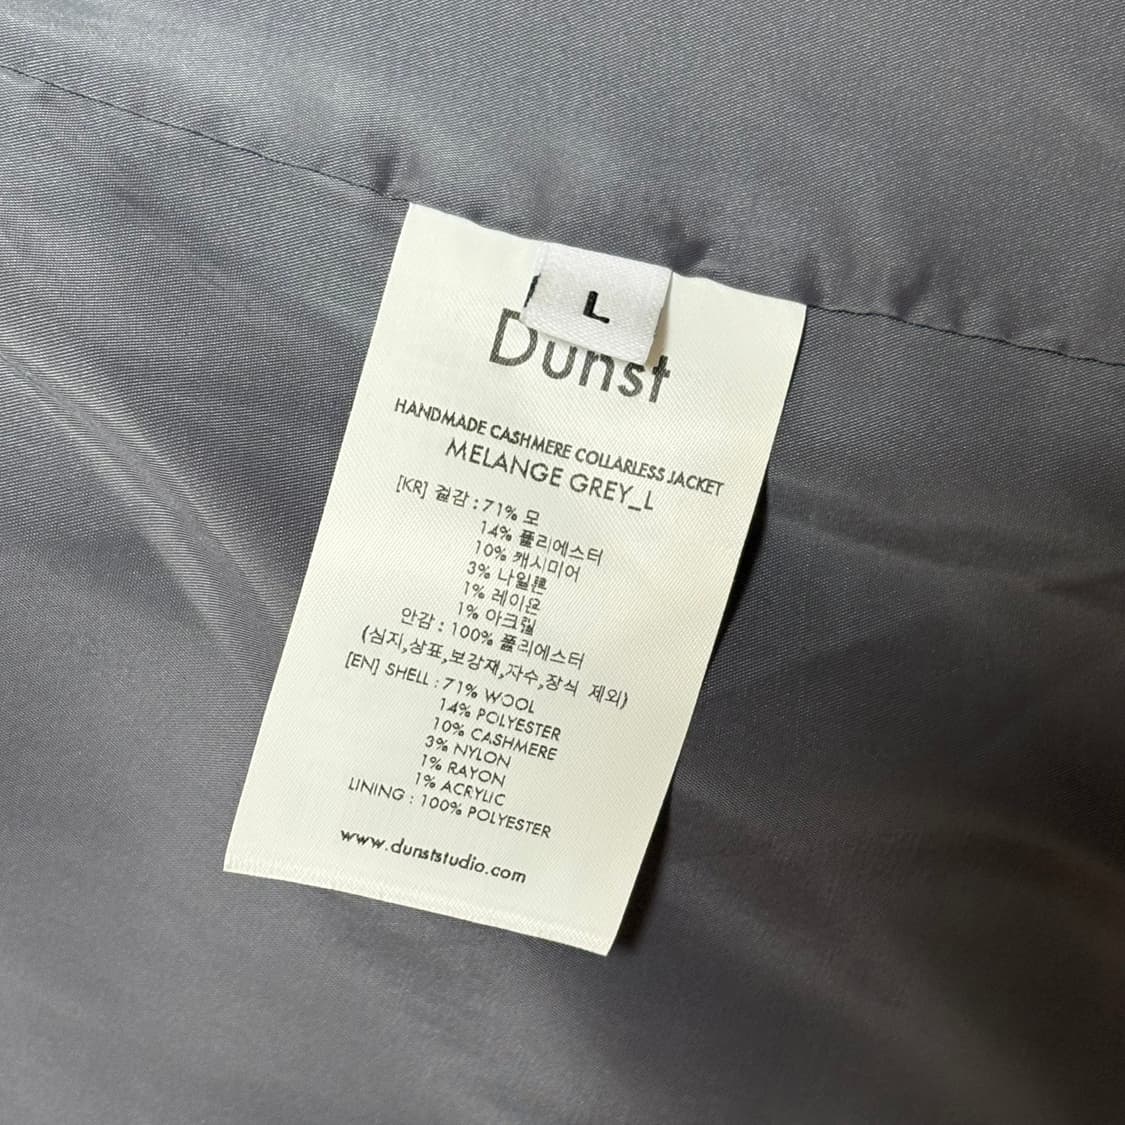 L
Dunst
HANDMADE CASHMERE COLLARLESS JACKET
MELANGE GREY_L
[KR] 겉감 : 71% 모
14% 폴리에스터
10% 캐시미어
3% 나일론
1% 레이온
1% 아크릴
안감 : 100% 폴리에스터
(심지,상표,보강재,자수,장식 제외)
[EN] SHELL : 71% WOOL
14% POLYESTER
10% CASHMERE
3% NYLON
1% RAYON
1% ACRYLIC
LINING : 100% POLYESTER
www.dunststudio.com